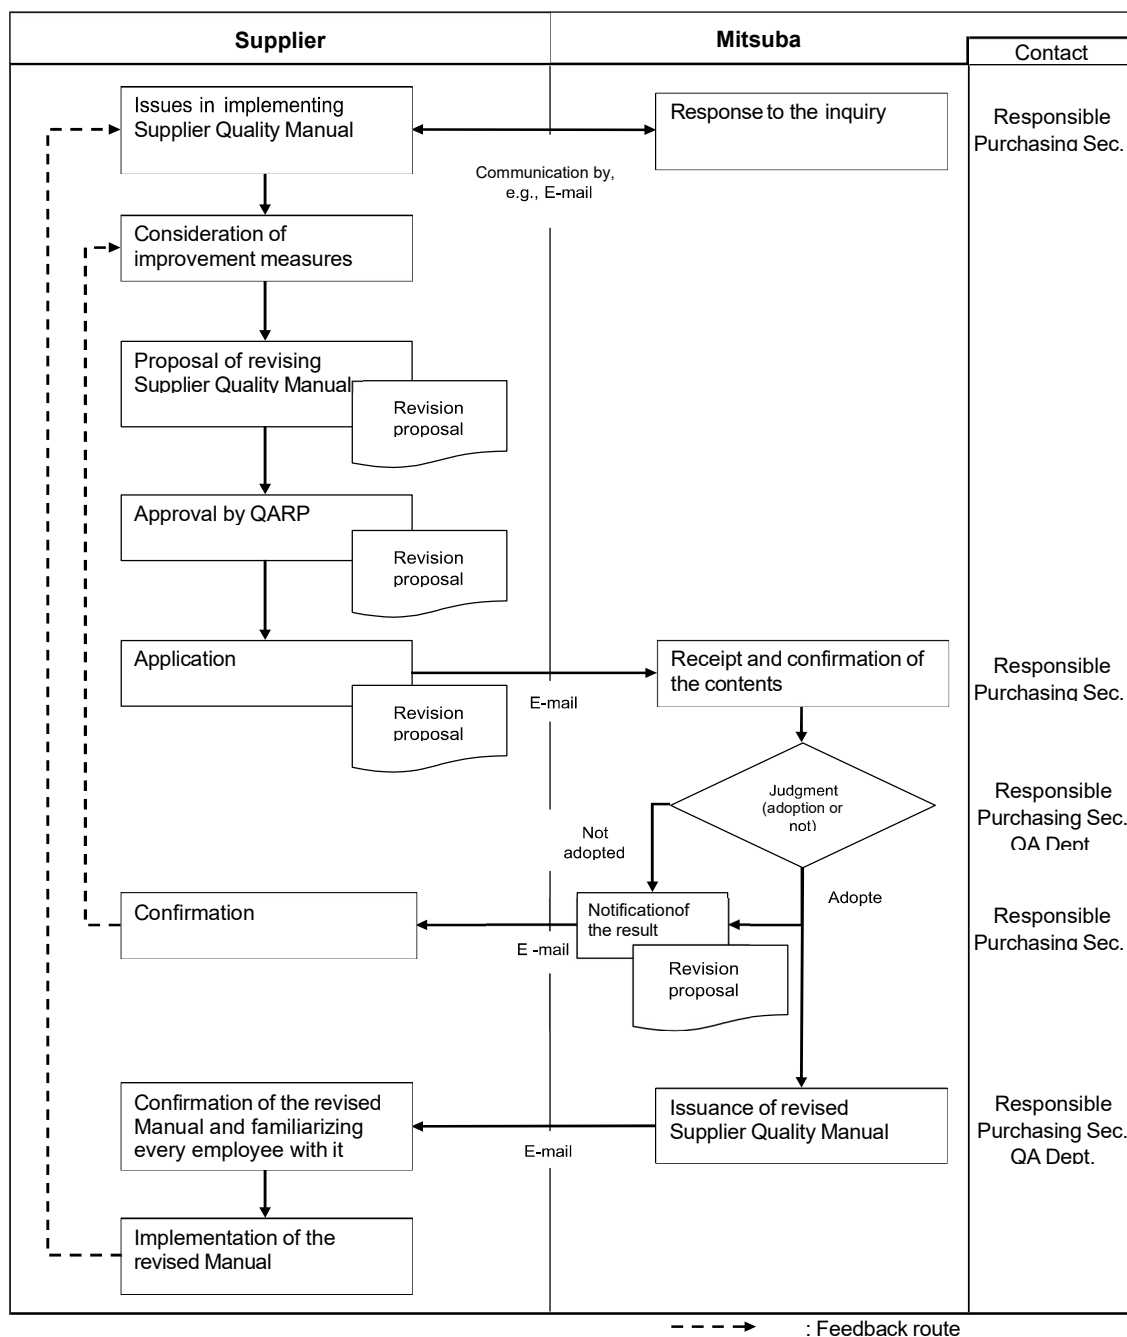 Supplier
Mitsuba
Contact
Issues in implementing
Supplier Quality Manual
Response to the inquiry
Responsible
Purchasing Sec.
Communication by,
e.g., E-mail
Consideration of
improvement measures
Proposal of revising
Supplier Quality Manual
Revision
proposal
Approval by QARP
Revision
proposal
Application
Revision
proposal
E-mail
Receipt and confirmation of
the contents
Responsible
Purchasing Sec.
Judgment
(adoption or
not)
Responsible
Purchasing Sec.
QA Dept
Not
adopted
Adopte
Confirmation
E -mail
Notificationof
the result
Revision
proposal
Responsible
Purchasing Sec.
Confirmation of the revised
Manual and familiarizing
every employee with it
E-mail
Issuance of revised
Supplier Quality Manual
Responsible
Purchasing Sec.
QA Dept.
Implementation of the
revised Manual
: Feedback route